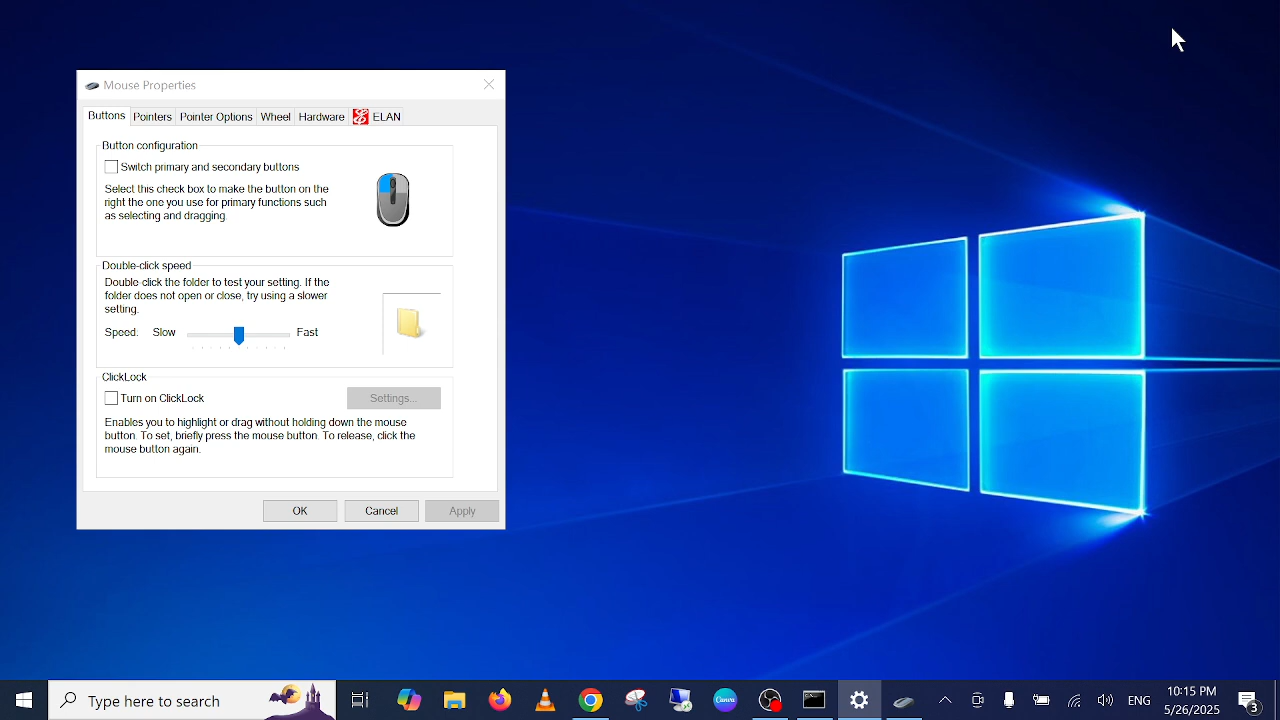 Mouse Properties
Buttons Pointers Pointer Options Wheel Hardware ELAN
Button configuration
Switch primary and secondary buttons
Select this check box to make the button on the
right the one you use for primary functions such
as selecting and dragging.
Double-click speed
Double-click the folder to test your setting. If the
folder does not open or close, try using a slower
setting.
Speed: Slow Fast
ClickLock
Turn on ClickLock Settings...
Enables you to highlight or drag without holding down the mouse
button. To set, briefly press the mouse button. To release, click the
mouse button again.
OK Cancel Apply
Type here to search
Canva
ENG
10:15 PM
5/26/2025
3